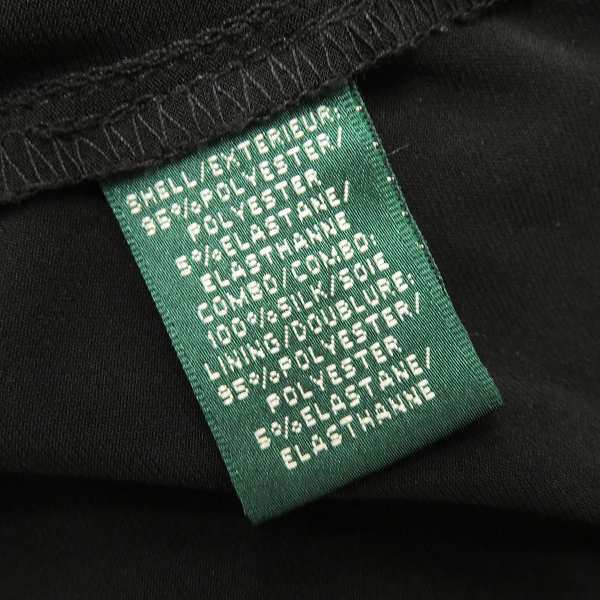 SHELL/EXTERIEUR:
95%POLYESTER/
POLYESTER
5%ELASTANE/
ELASTHANNE
COMBO/COMBO:
100%SILK/SOIE
LINING/DOUBLURE:
95%POLYESTER/
POLYESTER
5%ELASTANE/
ELASTHANNE